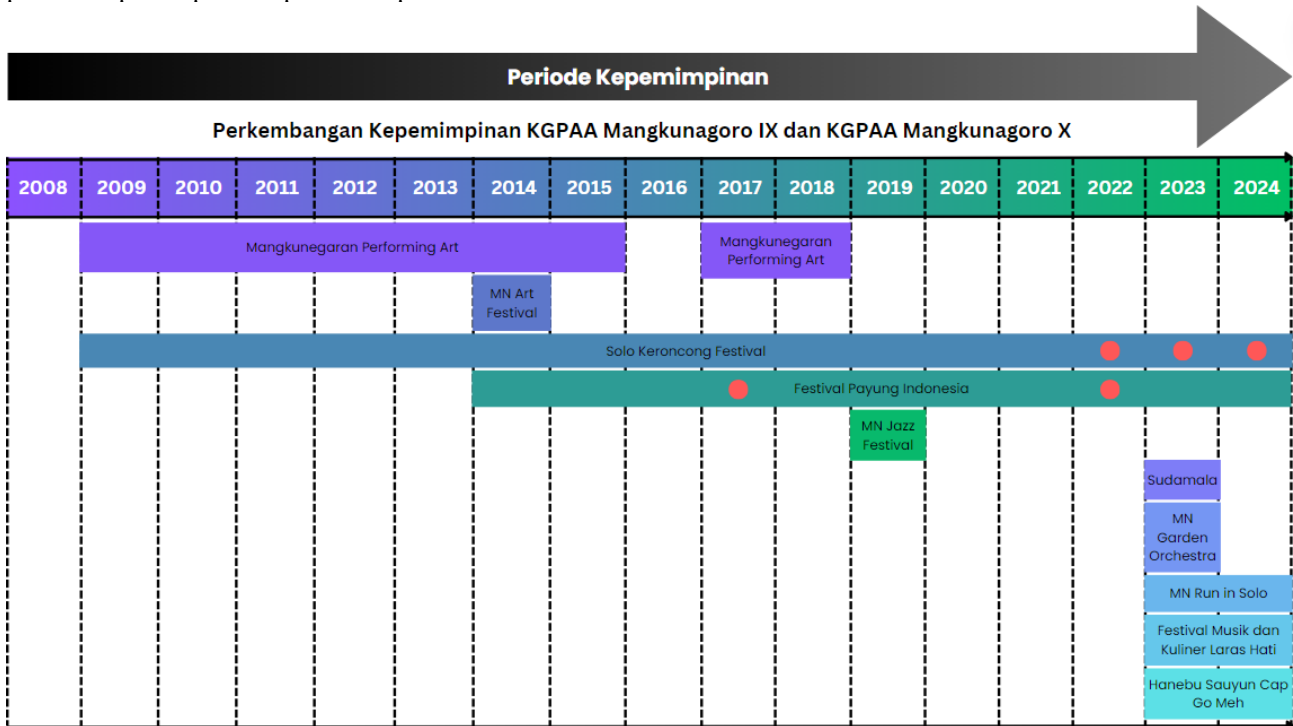 Periode Kepemimpinan
Perkembangan Kepemimpinan KGPAA Mangkunagoro IX dan KGPAA Mangkunagoro X
2008 2009 2010 2011 2012 2013 2014 2015 2016 2017 2018 2019 2020 2021 2022 2023 2024
Mangkunegaran Performing Art
Mangkunegaran
Performing Art
MN Art
Festival
Solo Keroncong Festival
Festival Payung Indonesia
MN Jazz
Festival
Sudamala
MN
Garden
Orchestra
MN Run in Solo
Festival Musik dan
Kuliner Laras Hati
Hanebu Sauyun Cap
Go Meh